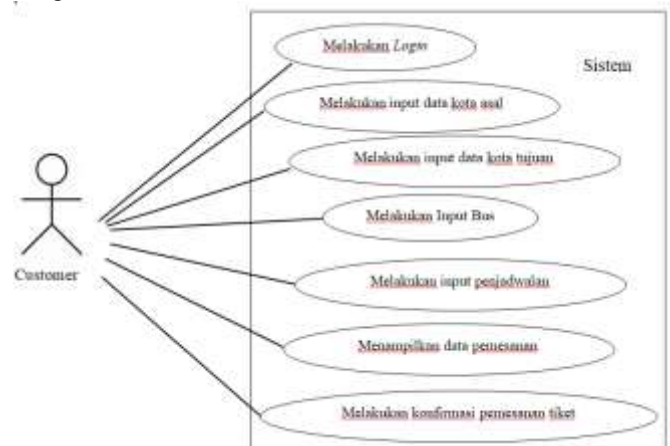 Melakukan Login
Sistem
Melakukan input data kota asal
Melakukan input data kota tujuan
Melakukan Input Bus
Customer
Melakukan input penjadwalan
Menampilkan data pemesanan
Melakukan konfirmasi pemesanan tiket